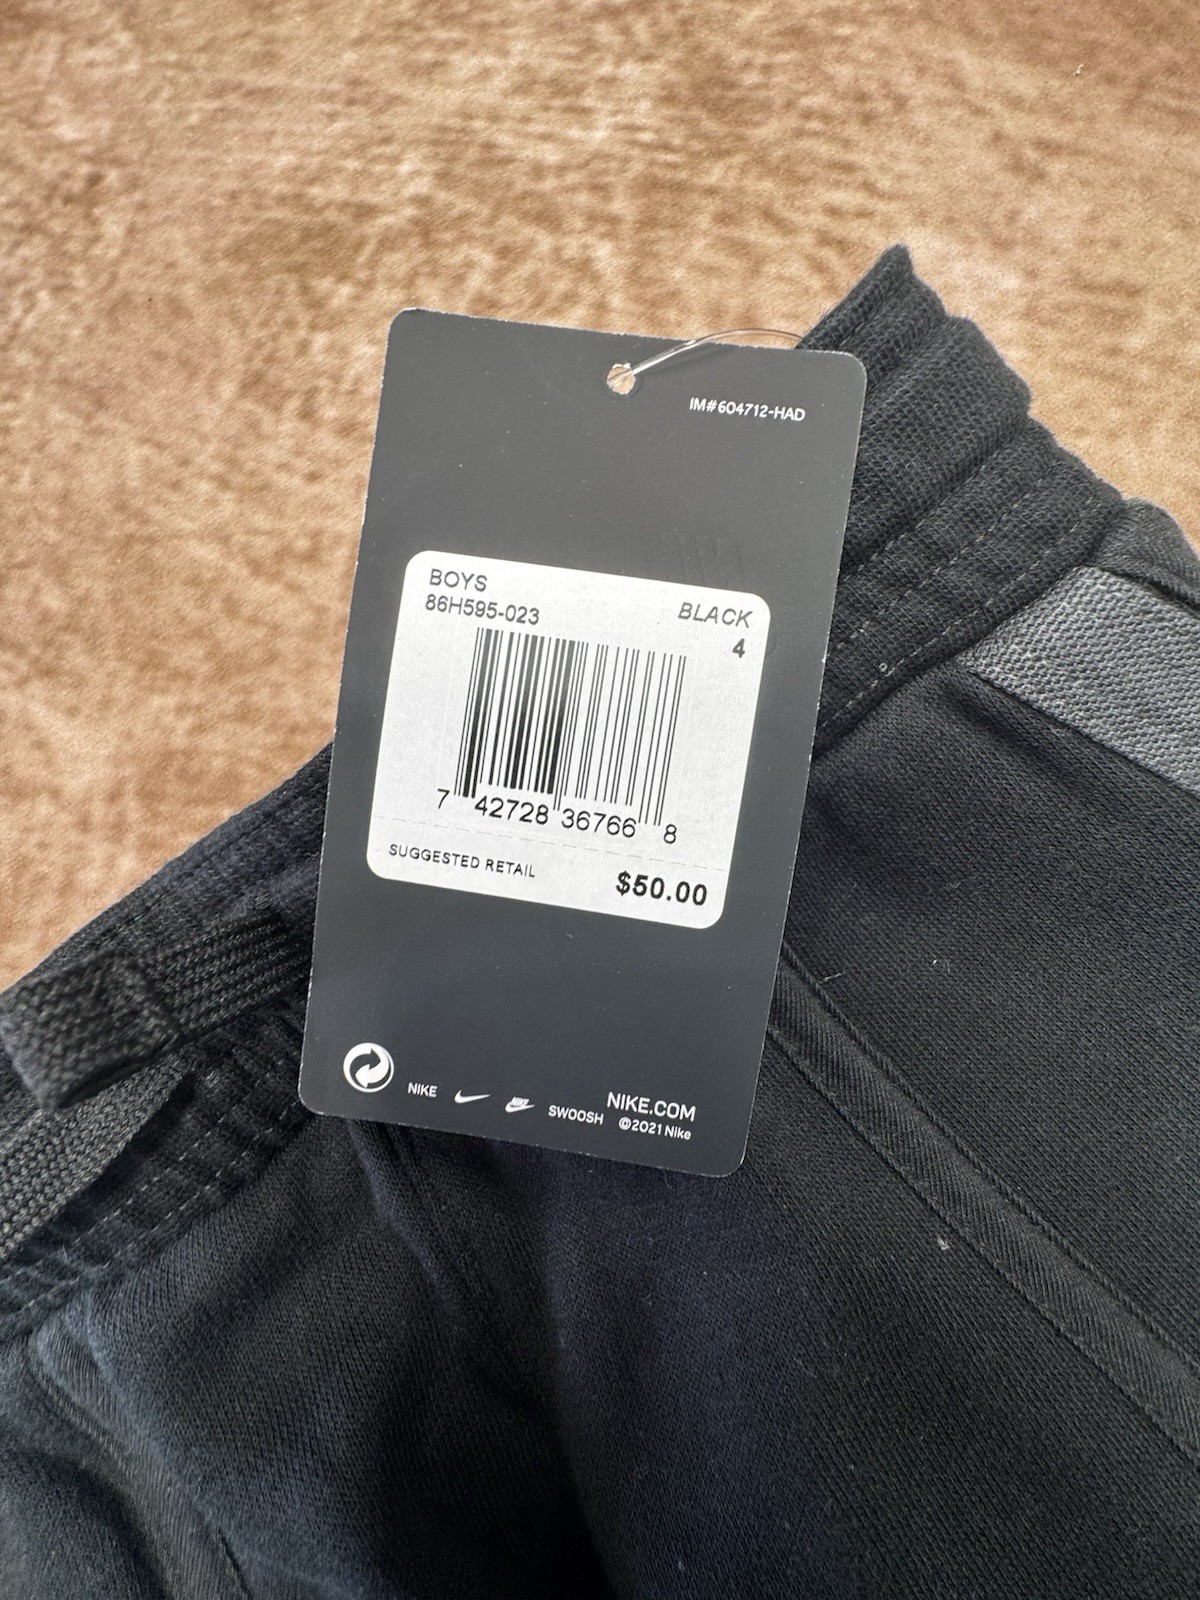 IM#604712-HAD
BOYS
86H595-023
BLACK
4
7 42728 36766 8
SUGGESTED RETAIL
$50.00
NIKE
NIKE
SWOOSH
NIKE.COM
©2021 Nike